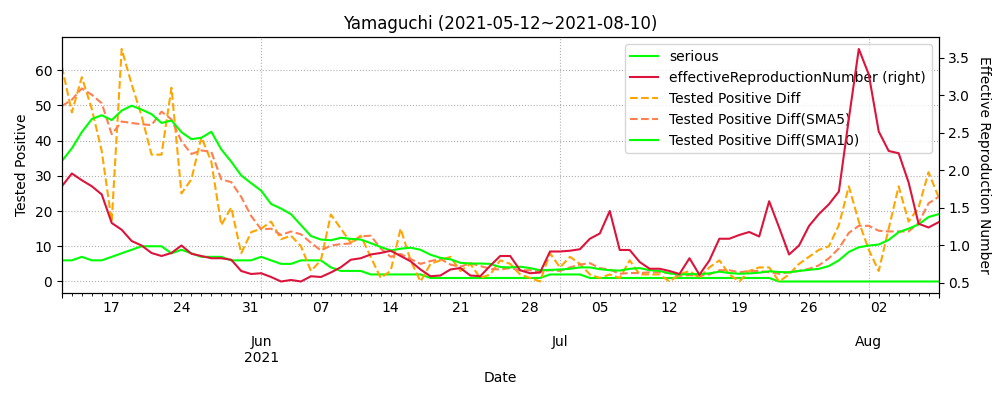 Yamaguchi (2021-05-12~2021-08-10)
serious
effectiveReproductionNumber (right)
Tested Positive Diff
Tested Positive Diff(SMA5)
Tested Positive Diff(SMA10)
Tested Positive
60
50
40
30
20
10
0
3.5
3.0
2.5
2.0
1.5
1.0
0.5
Effective Reproduction Number
17 24 31 07 14 21 28 05 12 19 26 02
Jun Jul Aug
2021
Date